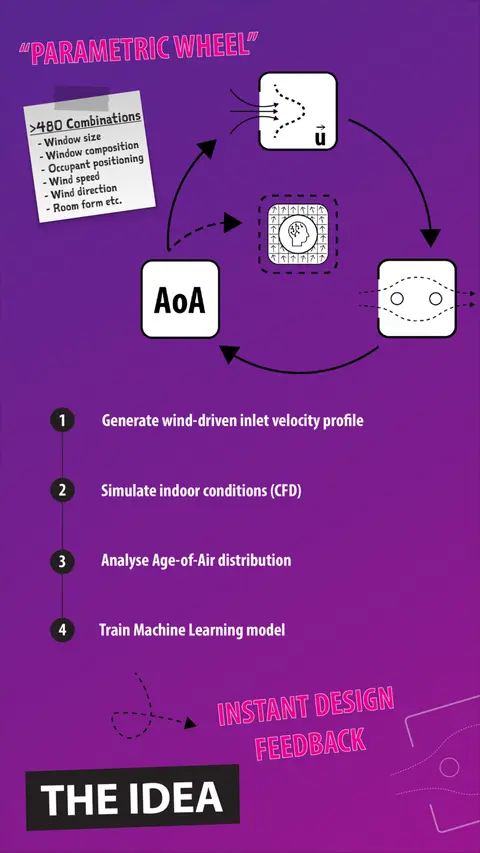 “PARAMETRIC WHEEL”
>480 Combinations
- Window size
- Window composition
- Occupant positioning
- Wind speed
- Wind direction
- Room form etc.
u⃗
AoA
1 Generate wind-driven inlet velocity profile
2 Simulate indoor conditions (CFD)
3 Analyse Age-of-Air distribution
4 Train Machine Learning model
INSTANT DESIGN
FEEDBACK
THE IDEA